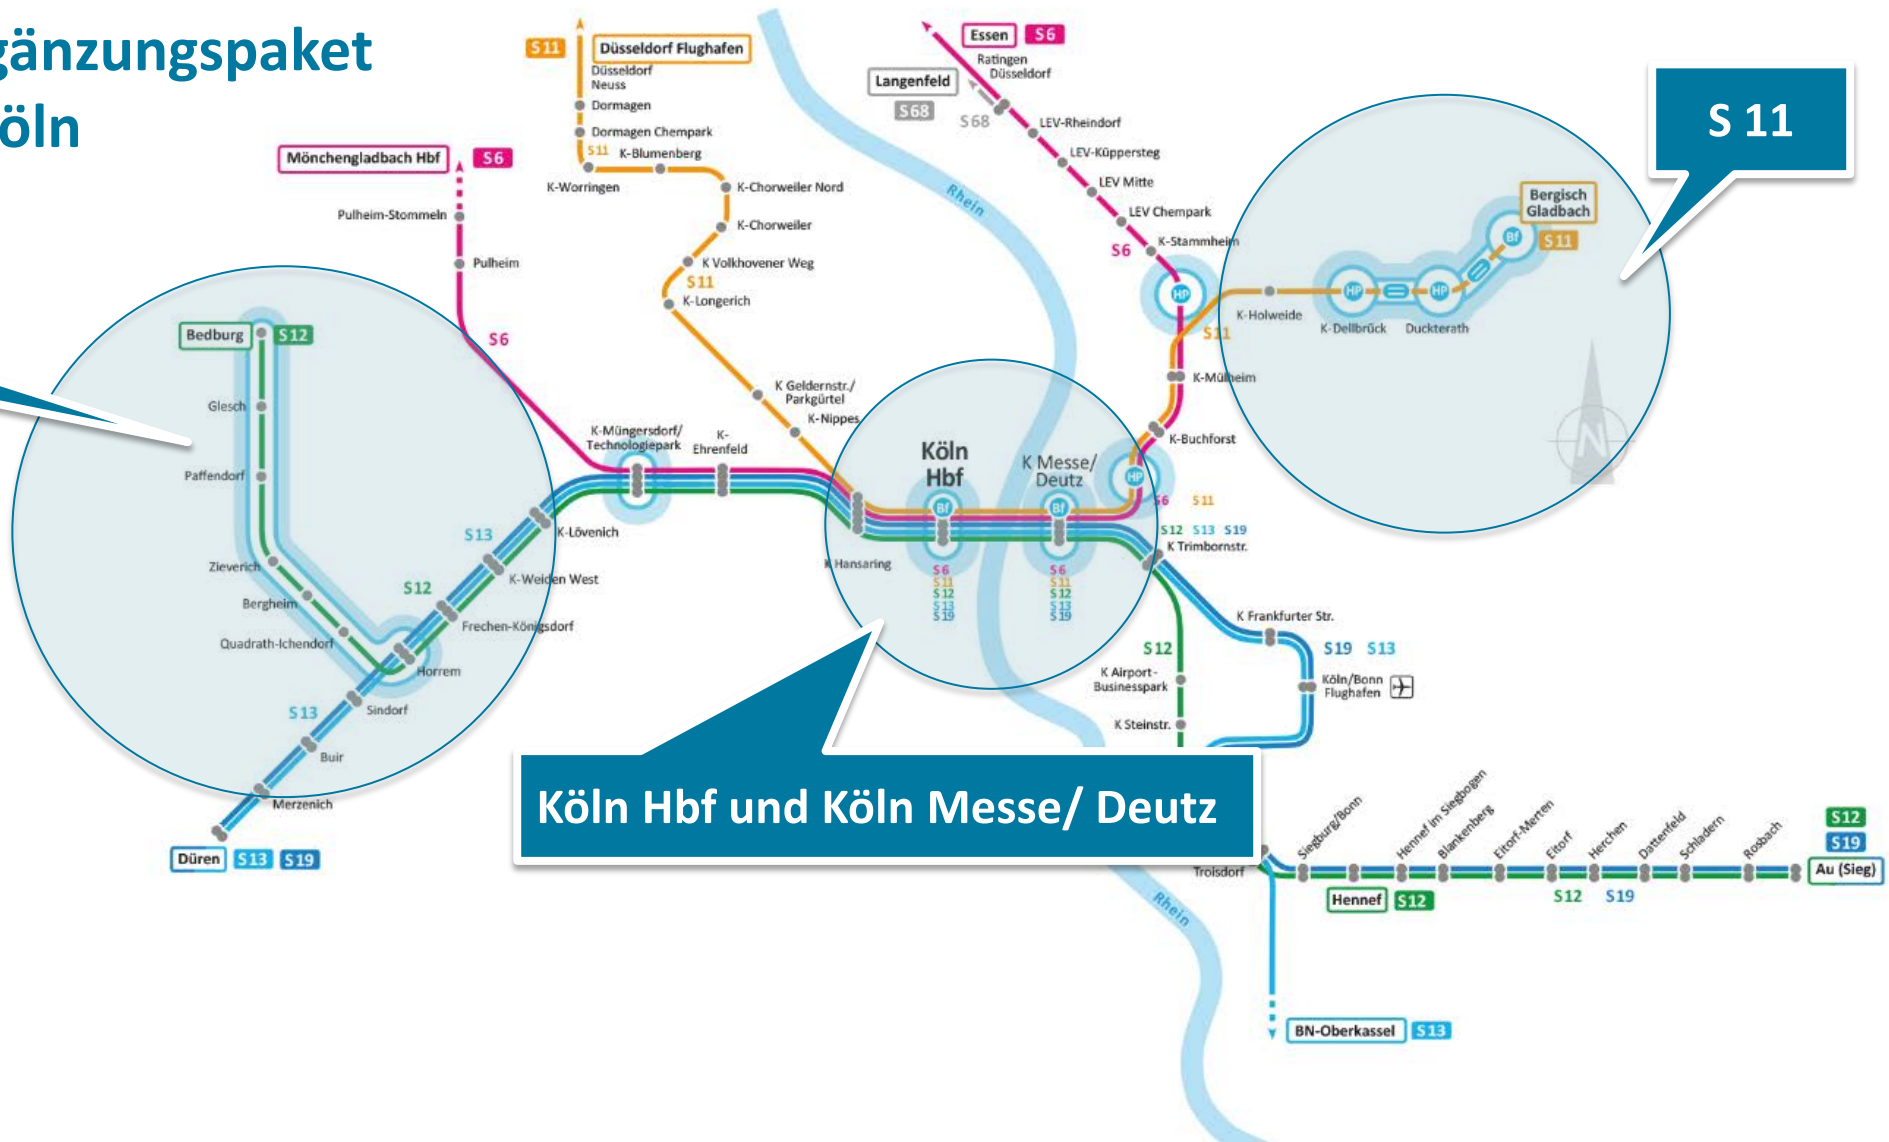 gänzungspaket
öln
S11
Düsseldorf Flughafen
Düsseldorf
Neuss
Dormagen
Dormagen Chempark
S11
K-Blumenberg
K-Worringen
K-Chorweiler Nord
K-Chorweiler
K Volkhovener Weg
S11
K-Longerich
K Geldernstr./
Parkgürtel
K-Nippes
Mönchengladbach Hbf
S6
Pulheim-Stommeln
Pulheim
S6
Essen
S6
Ratingen
Düsseldorf
Langenfeld
S68
S68
LEV-Rheindorf
LEV-Küppersteg
LEV Mitte
LEV Chempark
S6
K-Stammheim
HP
Rhein
S 11
Bergisch
Gladbach
Bf
S11
HP
HP
K-Holweide
K-Dellbrück
Duckterath
S11
K-Mülheim
K-Buchforst
HP
S6
S11
N
Bedburg
S12
Glesch
Paffendorf
Zieverich
Bergheim
Quadrath-Ichendorf
Horrem
S12
S13
K-Lövenich
K-Weiden West
Frechen-Königsdorf
Sindorf
S13
Buir
Merzenich
Düren
S13
S19
K-Müngersdorf/
Technologiepark
K-
Ehrenfeld
K Hansaring
Köln
Hbf
Bf
S6
S11
S12
S13
S19
K Messe/
Deutz
Bf
S6
S11
S12
S13
S19
S12 S13 S19
K Trimbornstr.
K Frankfurter Str.
S19 S13
Köln/Bonn
Flughafen
S12
K Airport-
Businesspark
K Steinstr.
Köln Hbf und Köln Messe/ Deutz
Troisdorf
Siegburg/Bonn
Hennef
S12
Hennef im Siegbogen
Blankenberg
Eitorf-Merten
Eitorf
Herchen
Dattenfeld
Schladern
Rosbach
S12
S19
S12
S19
Au (Sieg)
Rhein
BN-Oberkassel
S13